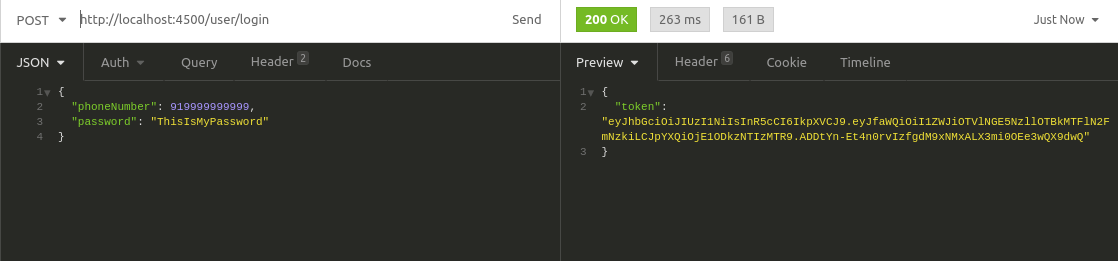 POST http://localhost:4500/user/login Send 200 OK 263 ms 161 B Just Now
JSON Auth Query Header 2 Docs Preview Header 6 Cookie Timeline
1 {
2 "phoneNumber": 919999999999,
3 "password": "ThisIsMyPassword"
4 }
1 {
2 "token":
"eyJhbGciOiJIUzI1NiIsInR5cCI6IkpXVCJ9.eyJfaWQiOiI1ZWJiOTVlNGE5NzllOTBkMTFlN2F
mNzkiLCJpYXQiOjE1ODkzNTIzMTR9.ADDtYn-Et4n0rvIzfgdM9xNMxALX3mi0OEe3wQX9dwQ"
3 }